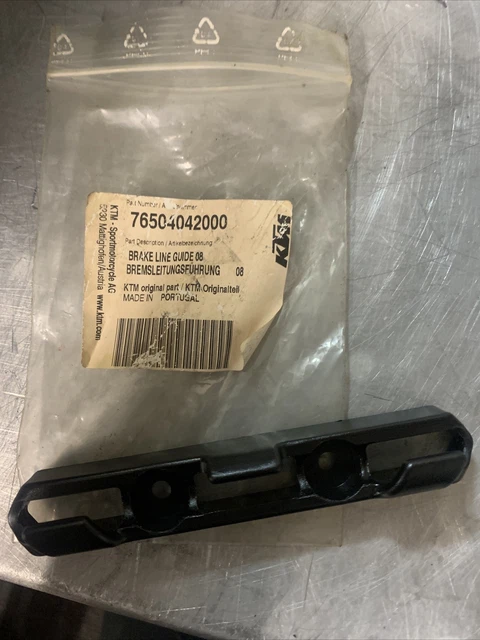 76504042000
Part Description / Artikelbezeichnung
BRAKE LINE GUIDE 08
BREMSLEITUNGSFÜHRUNG 08
KTM original part / KTM-Originalteil
MADE IN PORTUGAL
KTM - Sportmotorcycle AG
5230 Mattighofen/Austria www.ktm.com
KTM